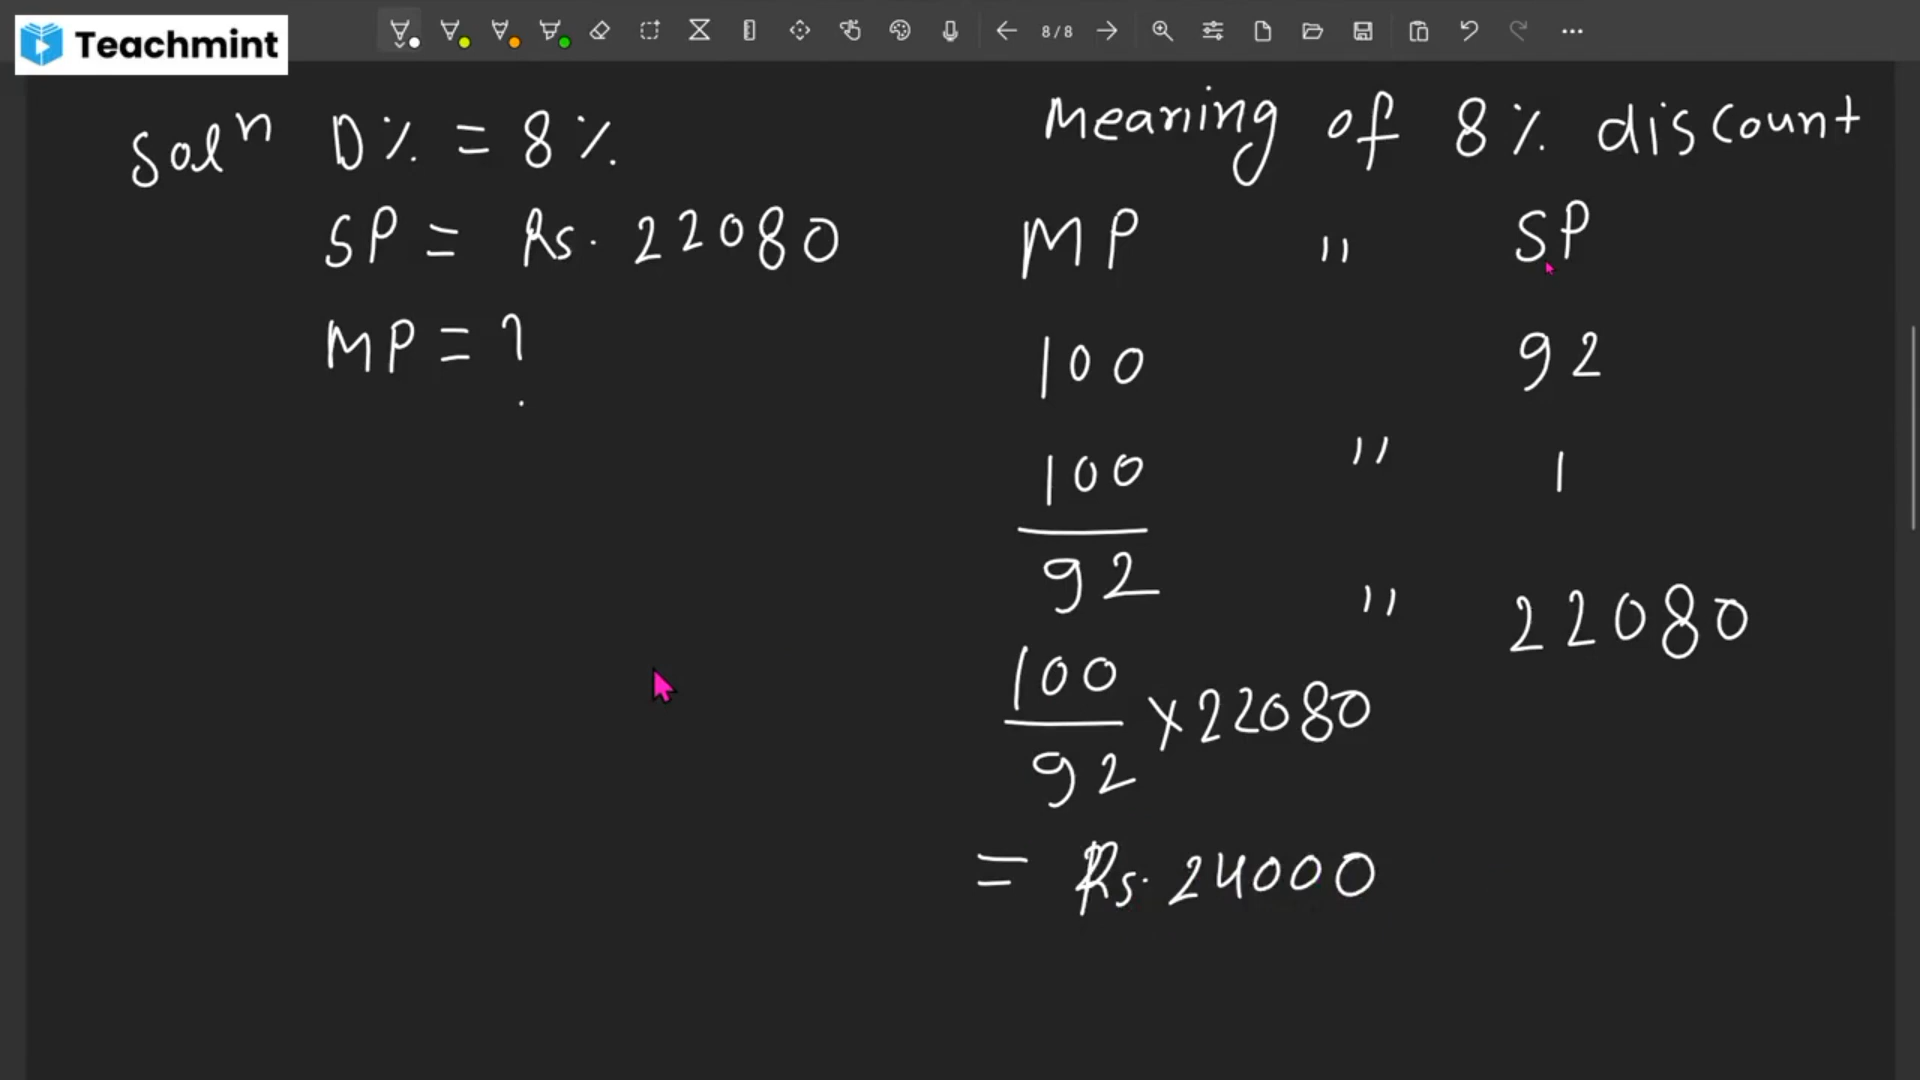 Teachmint
8/8
Solⁿ D% = 8%
SP = Rs. 22080
MP = ?
Meaning of 8% discount
MP " SP
100 92
100/92 " 1
" 22080
100/92 × 22080
= Rs. 24000